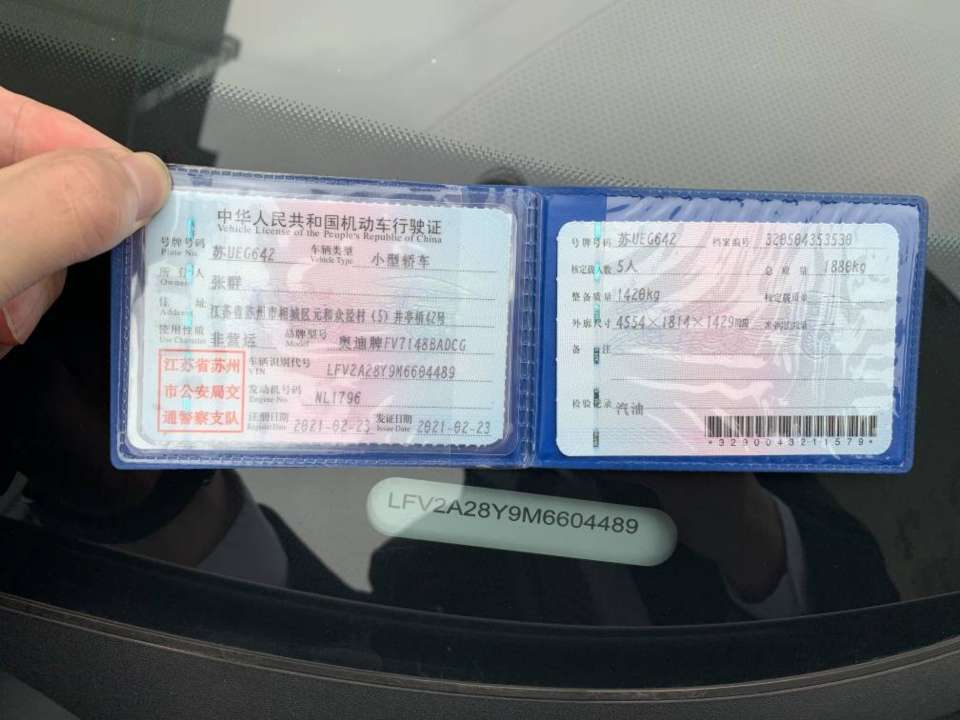 中华人民共和国机动车行驶证
Vehicle License of the People's Republic of China
号牌号码 苏UEG642 车辆类型 小型轿车
Plate No. Vehicle Type
所有人 张群
Owner
住 址 江苏省苏州市相城区元和众泾村(5)井亭桥42号
Address
使用性质 非营运 品牌型号 奥迪牌FV7148BADCG
Use Character Model
江苏省苏州
市公安局交
通警察支队
车辆识别代号 LFV2A28Y9M6604489
VIN
发动机号码 NL1796
Engine No.
注册日期 2021-02-23 发证日期 2021-02-23
Register Date Issue Date
号牌号码 苏UEG642 档案编号 320504353530
核定载人数 5人 总质量 1880kg
整备质量 1420kg 核定载质量
外廓尺寸 4554×1814×1429
备 注
检验记录 汽油
*3290043211579*
LFV2A28Y9M6604489